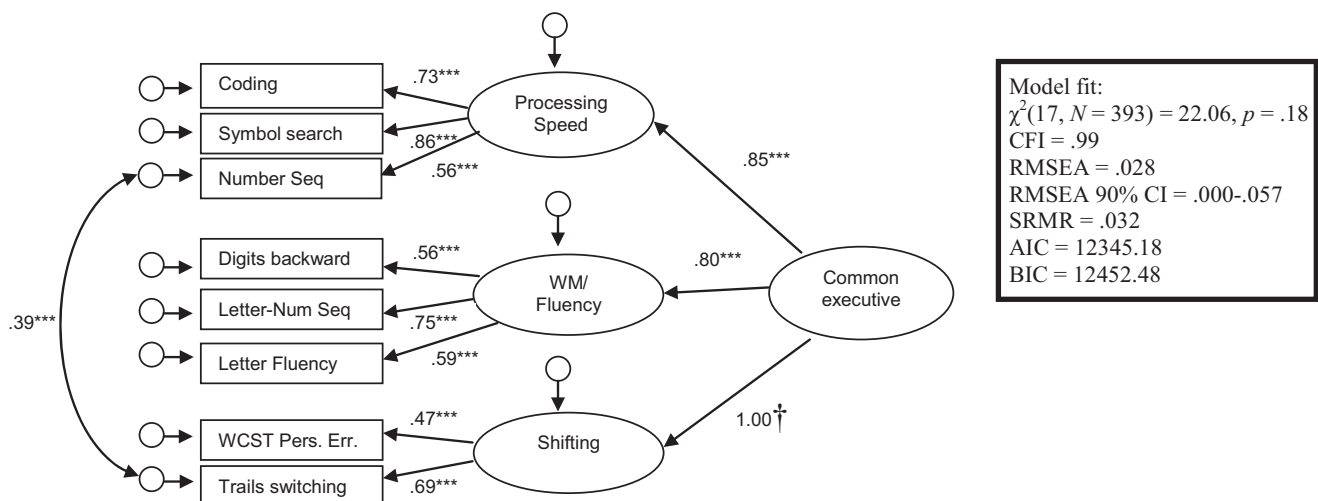 Coding
.73***
Processing
Speed
Symbol search
.86***
Number Seq
.56***
.85***
Digits backward
.56***
WM/
Fluency
.80***
Common
executive
Letter-Num Seq
.75***
Letter Fluency
.59***
.39***
WCST Pers. Err.
.47***
Shifting
1.00†
Trails switching
.69***
Model fit:
χ²(17, N = 393) = 22.06, p = .18
CFI = .99
RMSEA = .028
RMSEA 90% CI = .000-.057
SRMR = .032
AIC = 12345.18
BIC = 12452.48